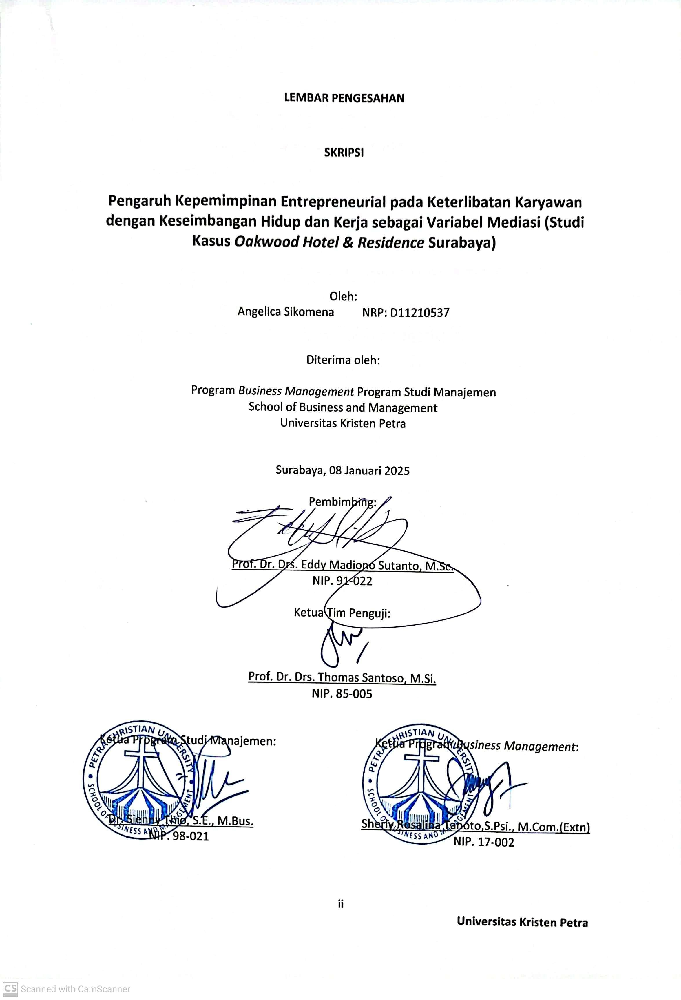 LEMBAR PENGESAHAN
SKRIPSI
Pengaruh Kepemimpinan Entrepreneurial pada Keterlibatan Karyawan
dengan Keseimbangan Hidup dan Kerja sebagai Variabel Mediasi (Studi
Kasus Oakwood Hotel & Residence Surabaya)
Oleh:
Angelica Sikomena NRP: D11210537
Diterima oleh:
Program Business Management Program Studi Manajemen
School of Business and Management
Universitas Kristen Petra
Surabaya, 08 Januari 2025
Pembimbing:
Prof. Dr. Drs. Eddy Madiono Sutanto, M.Sc.
NIP. 91-022
Ketua Tim Penguji:
Prof. Dr. Drs. Thomas Santoso, M.Si.
NIP. 85-005
Ketua Program Studi Manajemen:
PETRA CHRISTIAN UNIVERSITY
SCHOOL OF BUSINESS AND MANAGEMENT
Dr. Sienny Thio, S.E., M.Bus.
NIP. 98-021
Ketua Program Business Management:
PETRA CHRISTIAN UNIVERSITY
SCHOOL OF BUSINESS AND MANAGEMENT
Sherly Rosalina Tanoto,S.Psi., M.Com.(Extn)
NIP. 17-002
ii
Universitas Kristen Petra
CS Scanned with CamScanner